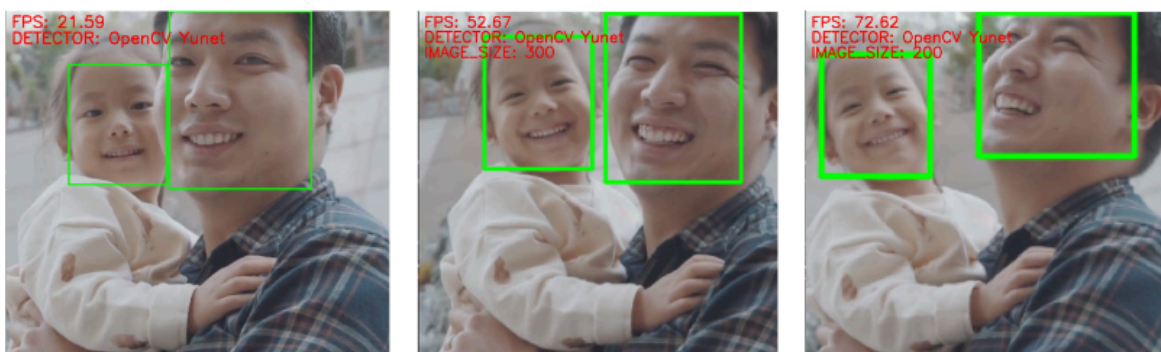 FPS: 21.59
DETECTOR: OpenCV Yunet
FPS: 52.67
DETECTOR: OpenCV Yunet
IMAGE_SIZE: 300
FPS: 72.62
DETECTOR: OpenCV Yunet
IMAGE_SIZE: 200